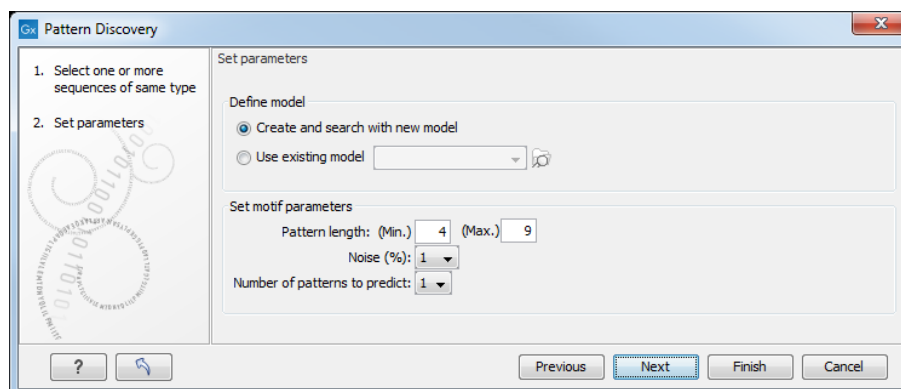 Gx Pattern Discovery
1. Select one or more
sequences of same type
2. Set parameters
Set parameters
Define model
Create and search with new model
Use existing model
Set motif parameters
Pattern length: (Min.) 4 (Max.) 9
Noise (%): 1
Number of patterns to predict: 1
? Previous Next Finish Cancel